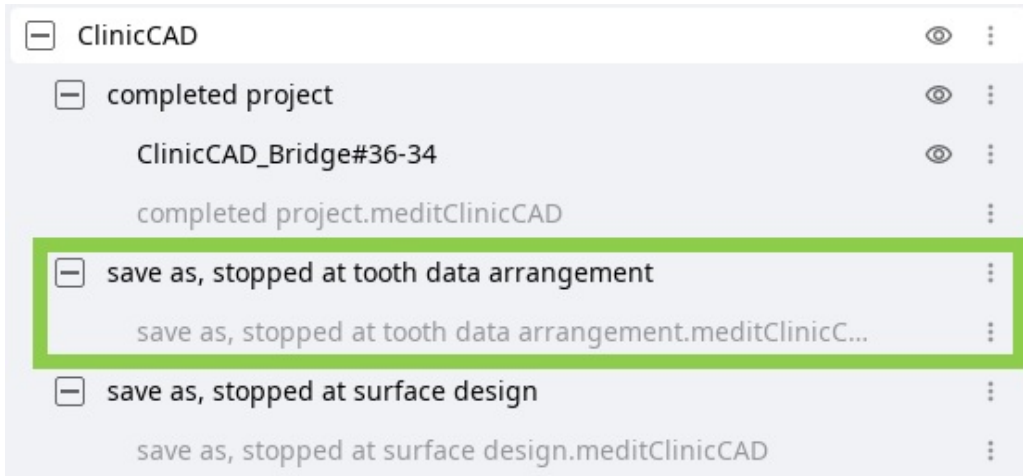 ClinicCAD
completed project
ClinicCAD_Bridge#36-34
completed project.meditClinicCAD
save as, stopped at tooth data arrangement
save as, stopped at tooth data arrangement.meditClinicC...
save as, stopped at surface design
save as, stopped at surface design.meditClinicCAD